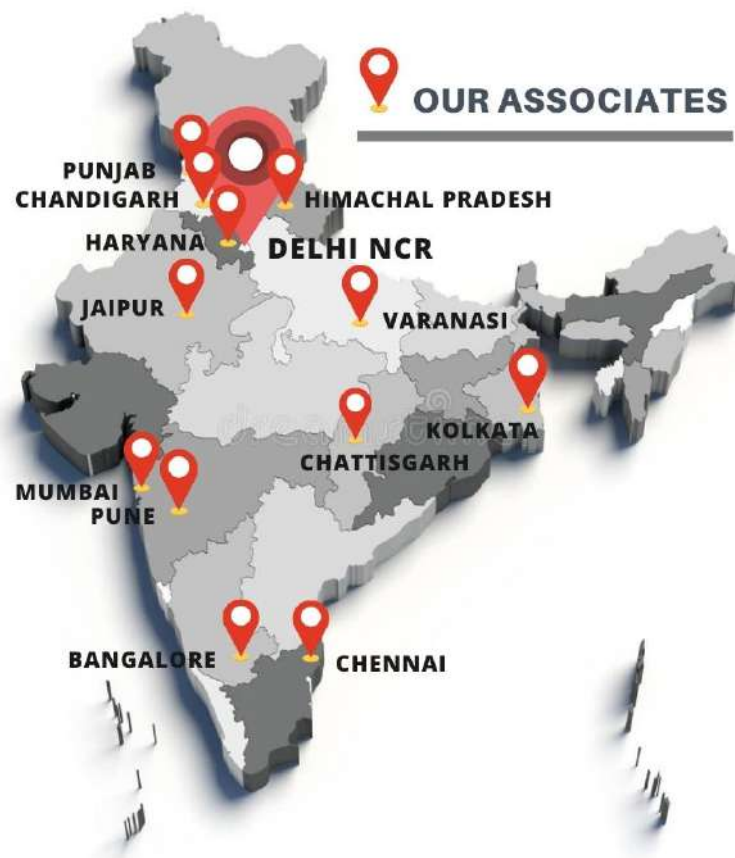 OUR ASSOCIATES
PUNJAB
CHANDIGARH
HIMACHAL PRADESH
HARYANA
DELHI NCR
JAIPUR
VARANASI
KOLKATA
CHATTISGARH
MUMBAI
PUNE
BANGALORE
CHENNAI